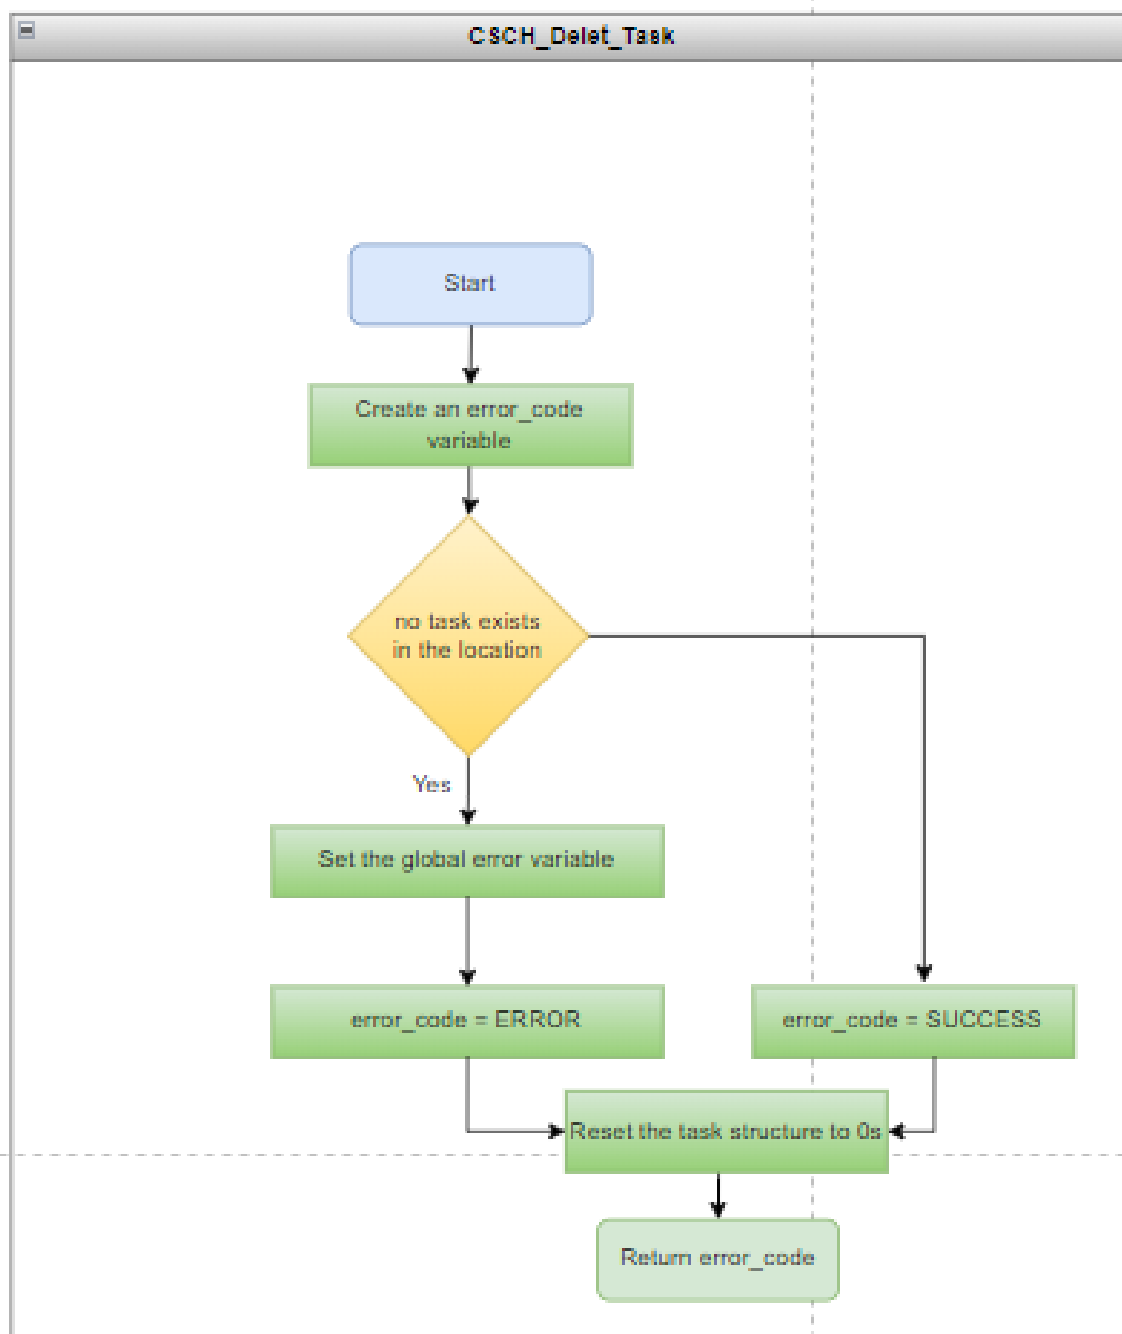 CSCH_Delet_Task
Start
Create an error_code
variable
no task exists
in the location
Yes
Set the global error variable
error_code = ERROR
error_code = SUCCESS
Reset the task structure to 0s
Return error_code